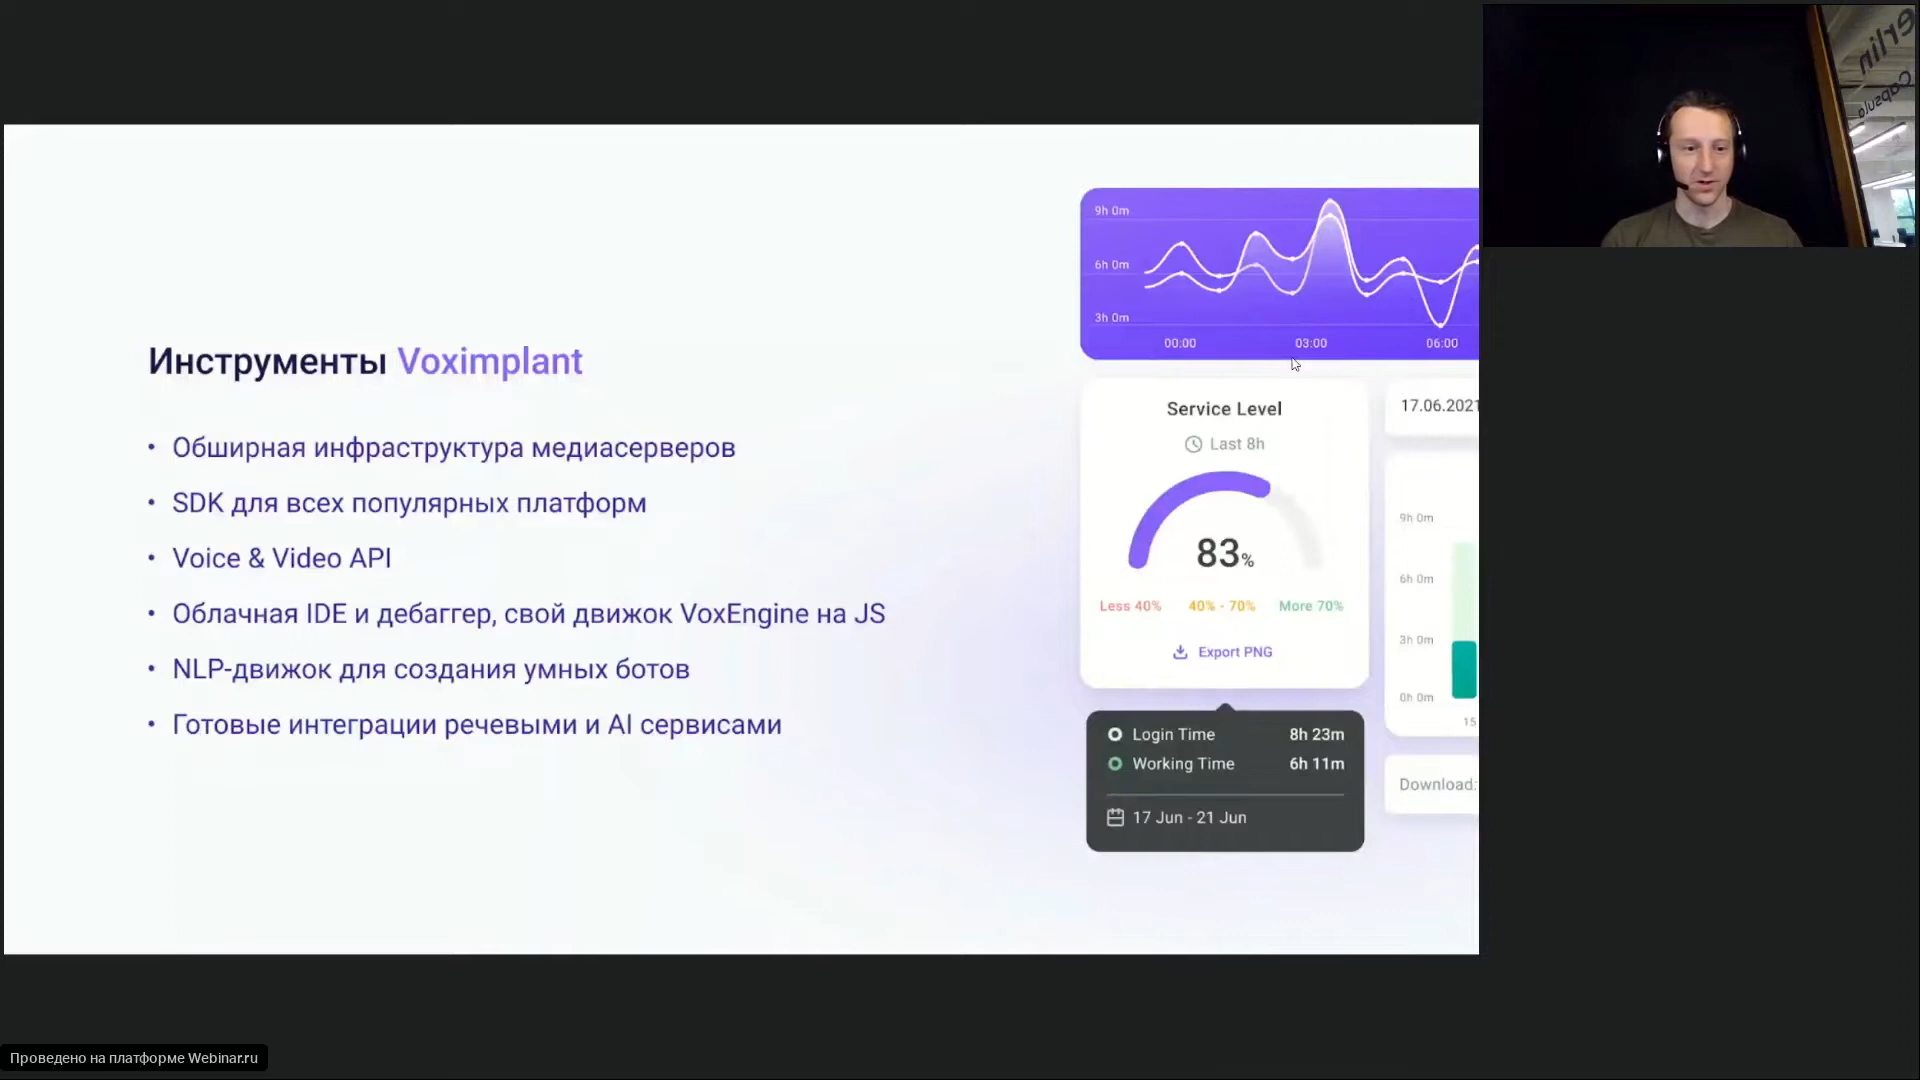 Инструменты Voximplant
• Обширная инфраструктура медиасерверов
• SDK для всех популярных платформ
• Voice & Video API
• Облачная IDE и дебаггер, свой движок VoxEngine на JS
• NLP-движок для создания умных ботов
• Готовые интеграции речевыми и AI сервисами
9h 0m
6h 0m
3h 0m
00:00 03:00 06:00
Service Level
Last 8h
83%
Less 40% 40% - 70% More 70%
Export PNG
Login Time 8h 23m
Working Time 6h 11m
17 Jun - 21 Jun
17.06.2021
9h 0m
6h 0m
3h 0m
0h 0m
15
Download:
erlin
Capsula
Проведено на платформе Webinar.ru